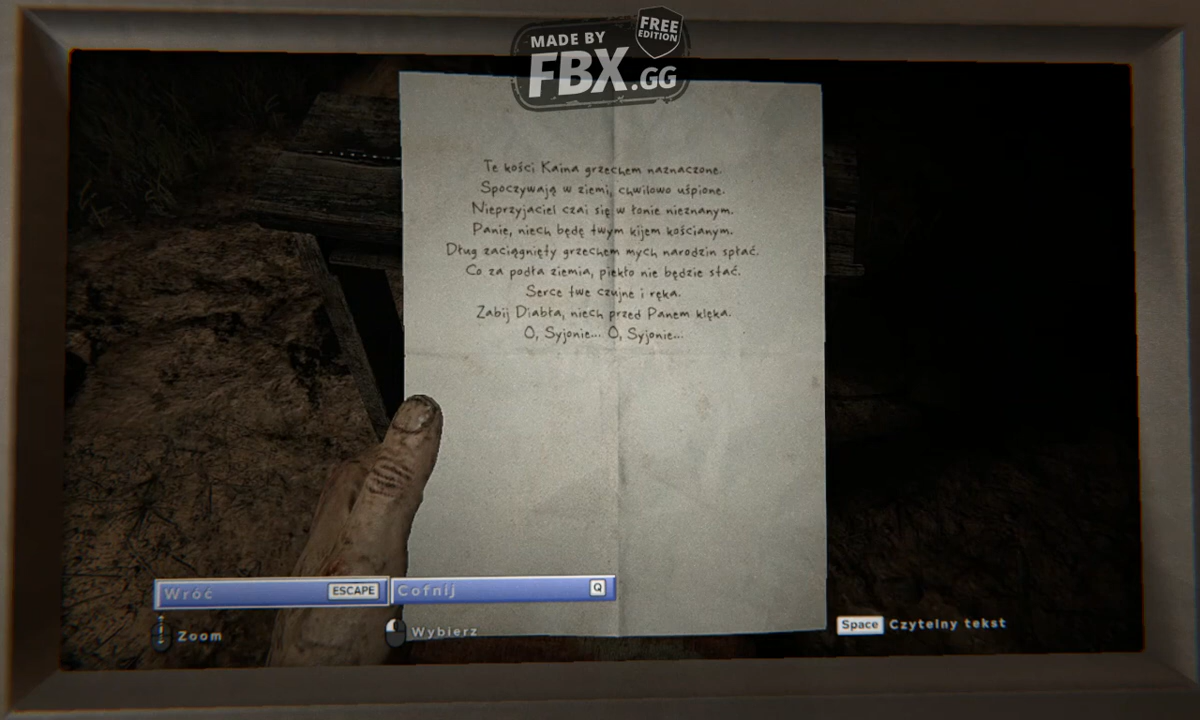 MADE BY
FREE
EDITION
FBX.GG
Te kości Kaina grzechem naznaczone.
Spoczywają w ziemi, chwilowo uśpione.
Nieprzyjaciel czai się w łonie nieznanym.
Panie, niech będę twym kijem kościanym.
Dług zaciągnięty grzechem mych narodzin spłać.
Co za podła ziemia, piekło nie będzie stać.
Serce twe czujne i ręka.
Zabij Diabła, niech przed Panem klęka.
O, Syjonie... O, Syjonie...
Wróć ESCAPE Cofnij Q
Zoom Wybierz Space Czytelny tekst